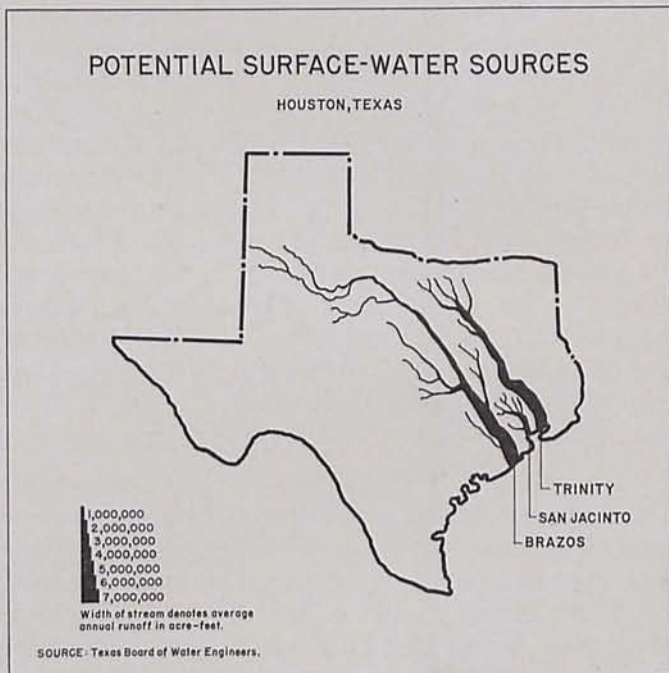 POTENTIAL SURFACE-WATER SOURCES
HOUSTON, TEXAS
TRINITY
SAN JACINTO
BRAZOS
1,000,000
2,000,000
3,000,000
4,000,000
5,000,000
6,000,000
7,000,000
Width of stream denotes average
annual runoff in acre-feet.
SOURCE: Texas Board of Water Engineers.